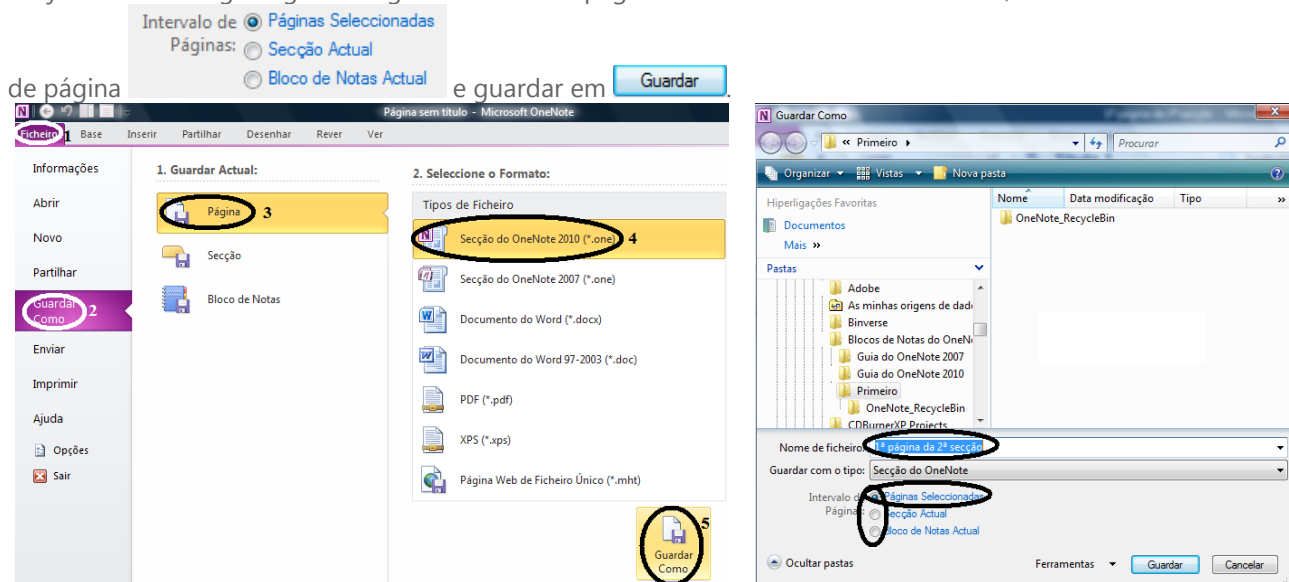 Intervalo de Páginas Seleccionadas
Páginas: Secção Actual
Bloco de Notas Actual
de página
e guardar em Guardar.
Página sem título - Microsoft OneNote
Ficheiro 1 Base Inserir Partilhar Desenhar Rever Ver
Informações
Abrir
Novo
Partilhar
Guardar Como 2
Enviar
Imprimir
Ajuda
Opções
Sair
1. Guardar Actual:
Página 3
Secção
Bloco de Notas
2. Seleccione o Formato:
Tipos de Ficheiro
Secção do OneNote 2010 (*.one) 4
Secção do OneNote 2007 (*.one)
Documento do Word (*.docx)
Documento do Word 97-2003 (*.doc)
PDF (*.pdf)
XPS (*.xps)
Página Web de Ficheiro Único (*.mht)
5
Guardar
Como
Guardar Como
« Primeiro
Procurar
Organizar Vistas Nova pasta
Hiperligações Favoritas
Documentos
Mais »
Pastas
Adobe
As minhas origens de dad
Binverse
Blocos de Notas do OneN
Guia do OneNote 2007
Guia do OneNote 2010
Primeiro
OneNote_RecycleBin
CDBurnerXP Projects
Nome Data modificação Tipo »
OneNote_RecycleBin
Nome de ficheiro: 1ª página da 2ª secção
Guardar com o tipo: Secção do OneNote
Intervalo de Páginas Seleccionadas
Páginas: Secção Actual
Bloco de Notas Actual
Ocultar pastas
Ferramentas Guardar Cancelar